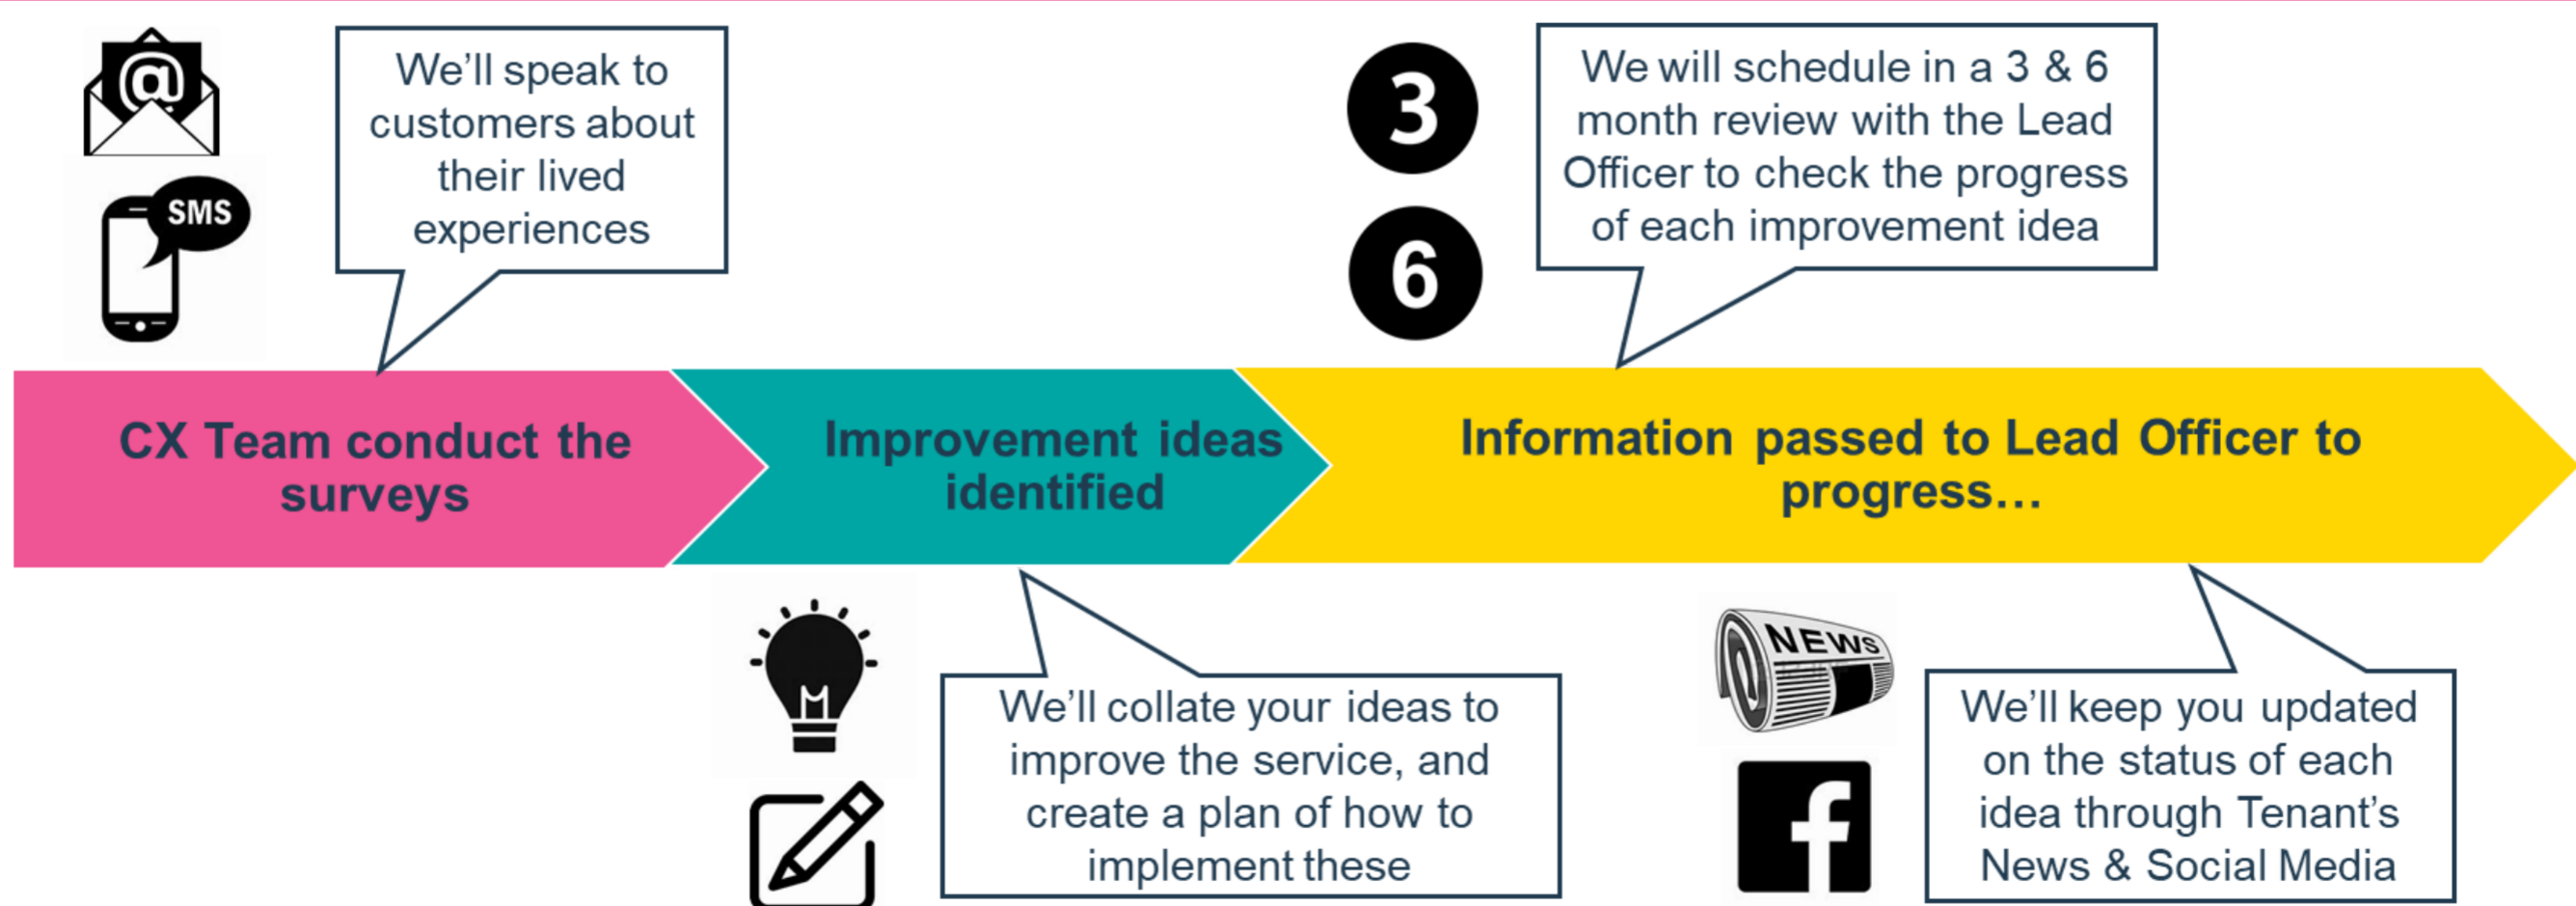 @
SMS
We'll speak to
customers about
their lived
experiences
3
6
We will schedule in a 3 & 6
month review with the Lead
Officer to check the progress
of each improvement idea
CX Team conduct the
surveys
Improvement ideas
identified
Information passed to Lead Officer to
progress...
We'll collate your ideas to
improve the service, and
create a plan of how to
implement these
NEWS
f
We'll keep you updated
on the status of each
idea through Tenant's
News & Social Media